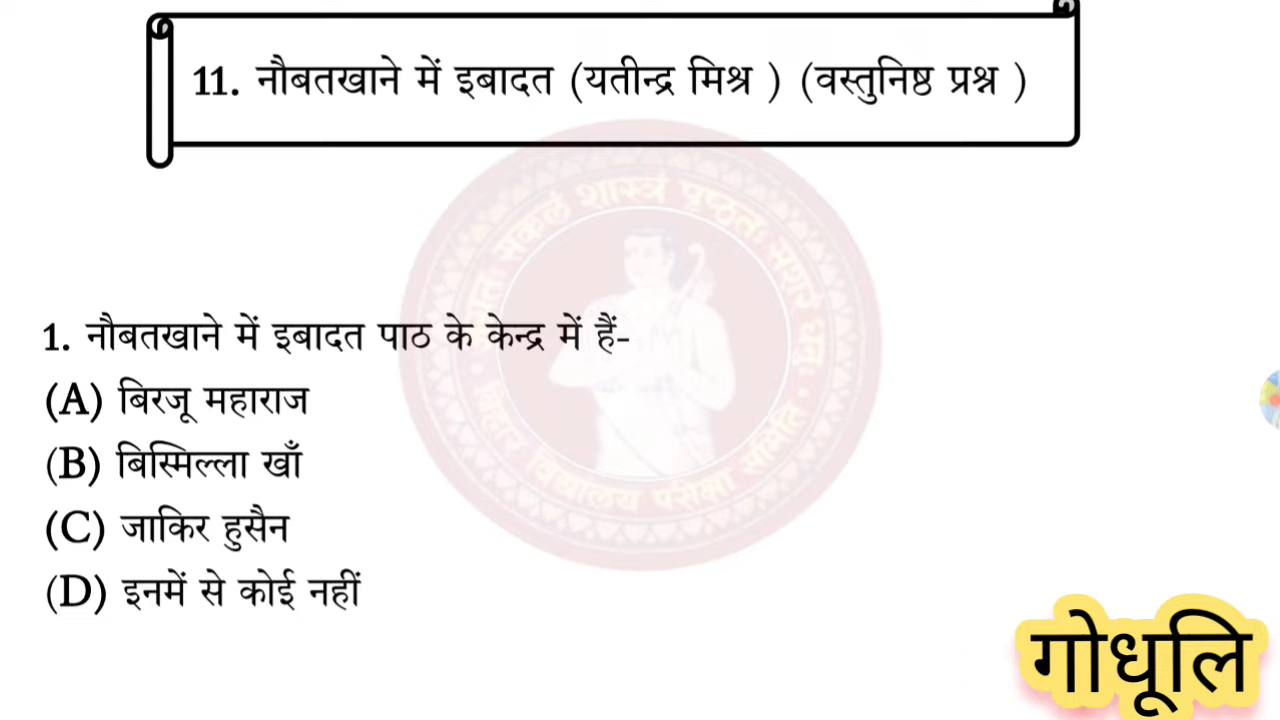 11. नौबतखाने में इबादत (यतीन्द्र मिश्र ) (वस्तुनिष्ठ प्रश्न )
1. नौबतखाने में इबादत पाठ के केन्द्र में हैं-
(A) बिरजू महाराज
(B) बिस्मिल्ला खाँ
(C) जाकिर हुसैन
(D) इनमें से कोई नहीं
गोधूलि